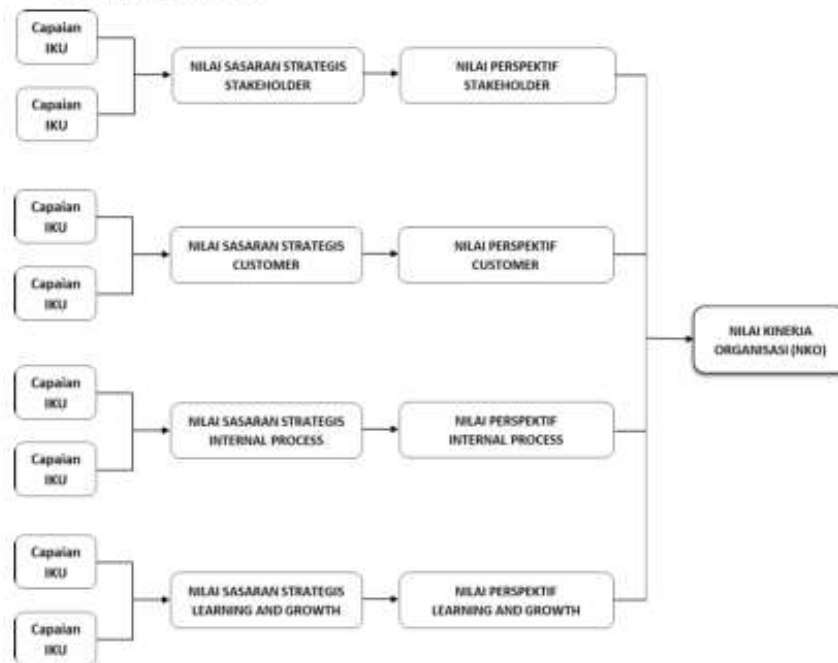 Capaian
IKU
NILAI SASARAN STRATEGIS
STAKEHOLDER
NILAI PERSPEKTIF
STAKEHOLDER
Capaian
IKU
Capaian
IKU
NILAI SASARAN STRATEGIS
CUSTOMER
NILAI PERSPEKTIF
CUSTOMER
Capaian
IKU
NILAI KINERJA
ORGANISASI (NKO)
Capaian
IKU
NILAI SASARAN STRATEGIS
INTERNAL PROCESS
NILAI PERSPEKTIF
INTERNAL PROCESS
Capaian
IKU
Capaian
IKU
NILAI SASARAN STRATEGIS
LEARNING AND GROWTH
NILAI PERSPEKTIF
LEARNING AND GROWTH
Capaian
IKU